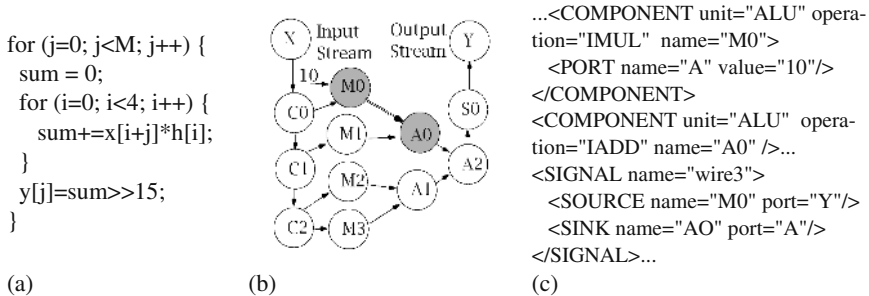 for (j=0; j<M; j++) {
sum = 0;
for (i=0; i<4; i++) {
sum+=x[i+j]*h[i];
}
y[j]=sum>>15;
}
(a)
X Input Output Y
Stream Stream
10 M0
C0 S0
M1 A0
C1 A2
M2 A1
C2 M3
(b)
...<COMPONENT unit="ALU" opera-
tion="IMUL" name="M0">
<PORT name="A" value="10"/>
</COMPONENT>
<COMPONENT unit="ALU" opera-
tion="IADD" name="A0" />...
<SIGNAL name="wire3">
<SOURCE name="M0" port="Y"/>
<SINK name="AO" port="A"/>
</SIGNAL>...
(c)